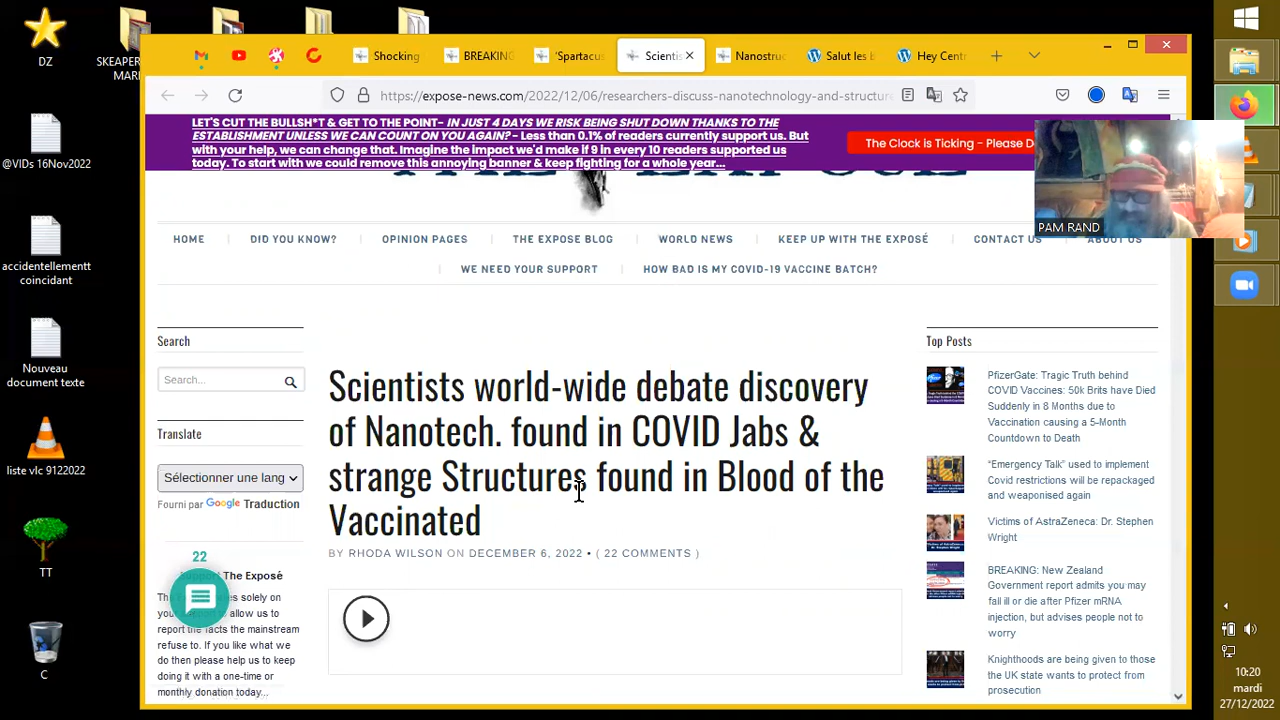 DZ
SKEAPER
MARI
@VIDs 16Nov2022
accidentellementt
coincidant
Nouveau
document texte
liste vlc 9122022
TT
C
Shocking
BREAKING
'Spartacus
Scientis
Nanostruc
Salut les
Hey Centr
https://expose-news.com/2022/12/06/researchers-discuss-nanotechnology-and-structure
LET'S CUT THE BULLSH*T & GET TO THE POINT- IN JUST 4 DAYS WE RISK BEING SHUT DOWN THANKS TO THE
ESTABLISHMENT UNLESS WE CAN COUNT ON YOU AGAIN? - Less than 0.1% of readers currently support us. But
with your help, we can change that. Imagine the impact we'd make if 9 in every 10 readers supported us
today. To start with we could remove this annoying banner & keep fighting for a whole year...
The Clock is Ticking - Please Do
PAM RAND
HOME
DID YOU KNOW?
OPINION PAGES
THE EXPOSE BLOG
WORLD NEWS
KEEP UP WITH THE EXPOSÉ
CONTACT US
ABOUT US
WE NEED YOUR SUPPORT
HOW BAD IS MY COVID-19 VACCINE BATCH?
Search
Search...
Translate
Sélectionner une lang
Fourni par Google Traduction
22
Support The Exposé
solely on
allow us to
report the facts the mainstream
refuse to. If you like what we
do then please help us to keep
doing it with a one-time or
monthly donation today...
Scientists world-wide debate discovery
of Nanotech. found in COVID Jabs &
strange Structures found in Blood of the
Vaccinated
BY RHODA WILSON ON DECEMBER 6, 2022 • ( 22 COMMENTS )
Top Posts
PfizerGate: Tragic Truth behind
COVID Vaccines: 50k Brits have Died
Suddenly in 8 Months due to
Vaccination causing a 5-Month
Countdown to Death
“Emergency Talk” used to implement
Covid restrictions will be repackaged
and weaponised again
Victims of AstraZeneca: Dr. Stephen
Wright
BREAKING: New Zealand
Government report admits you may
fall ill or die after Pfizer mRNA
injection, but advises people not to
worry
Knighthoods are being given to those
the UK state wants to protect from
prosecution
10:20
mardi
27/12/2022